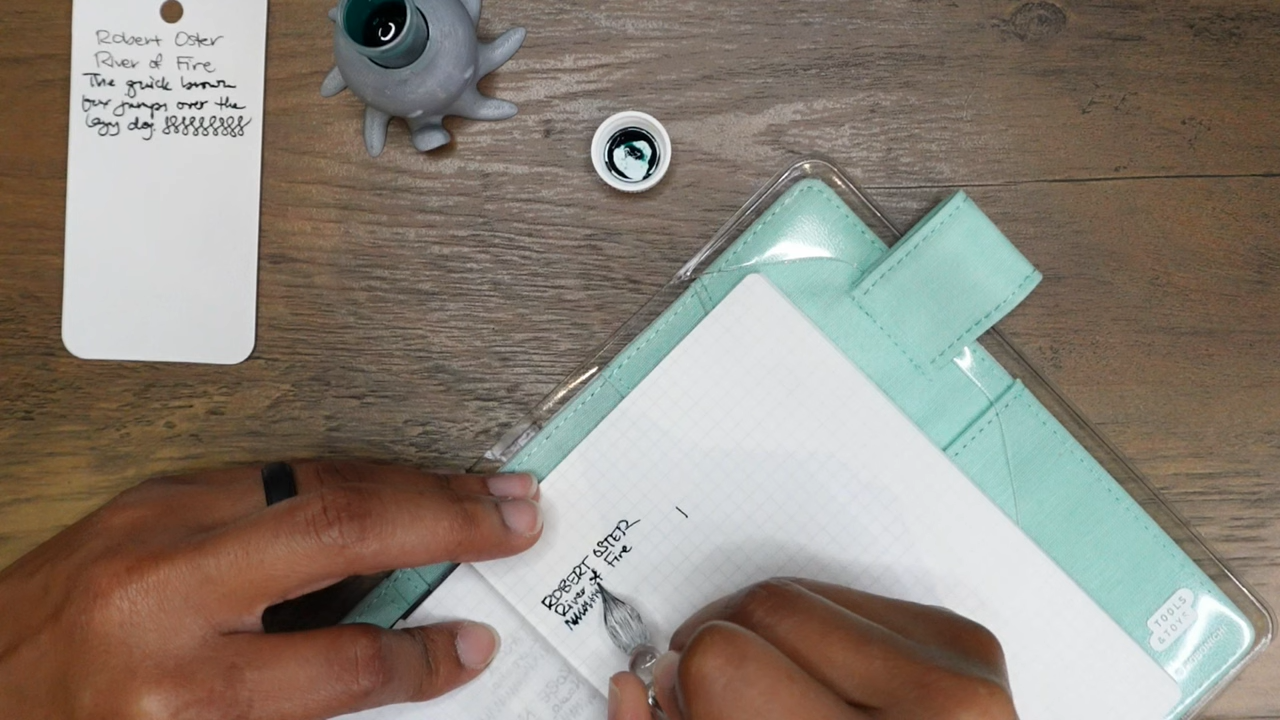 Robert Oster
River of Fire
The quick brown
fox jumps over the
lazy dog.
ROBERT OSTER
River of Fire
TOOLS
& TOYS